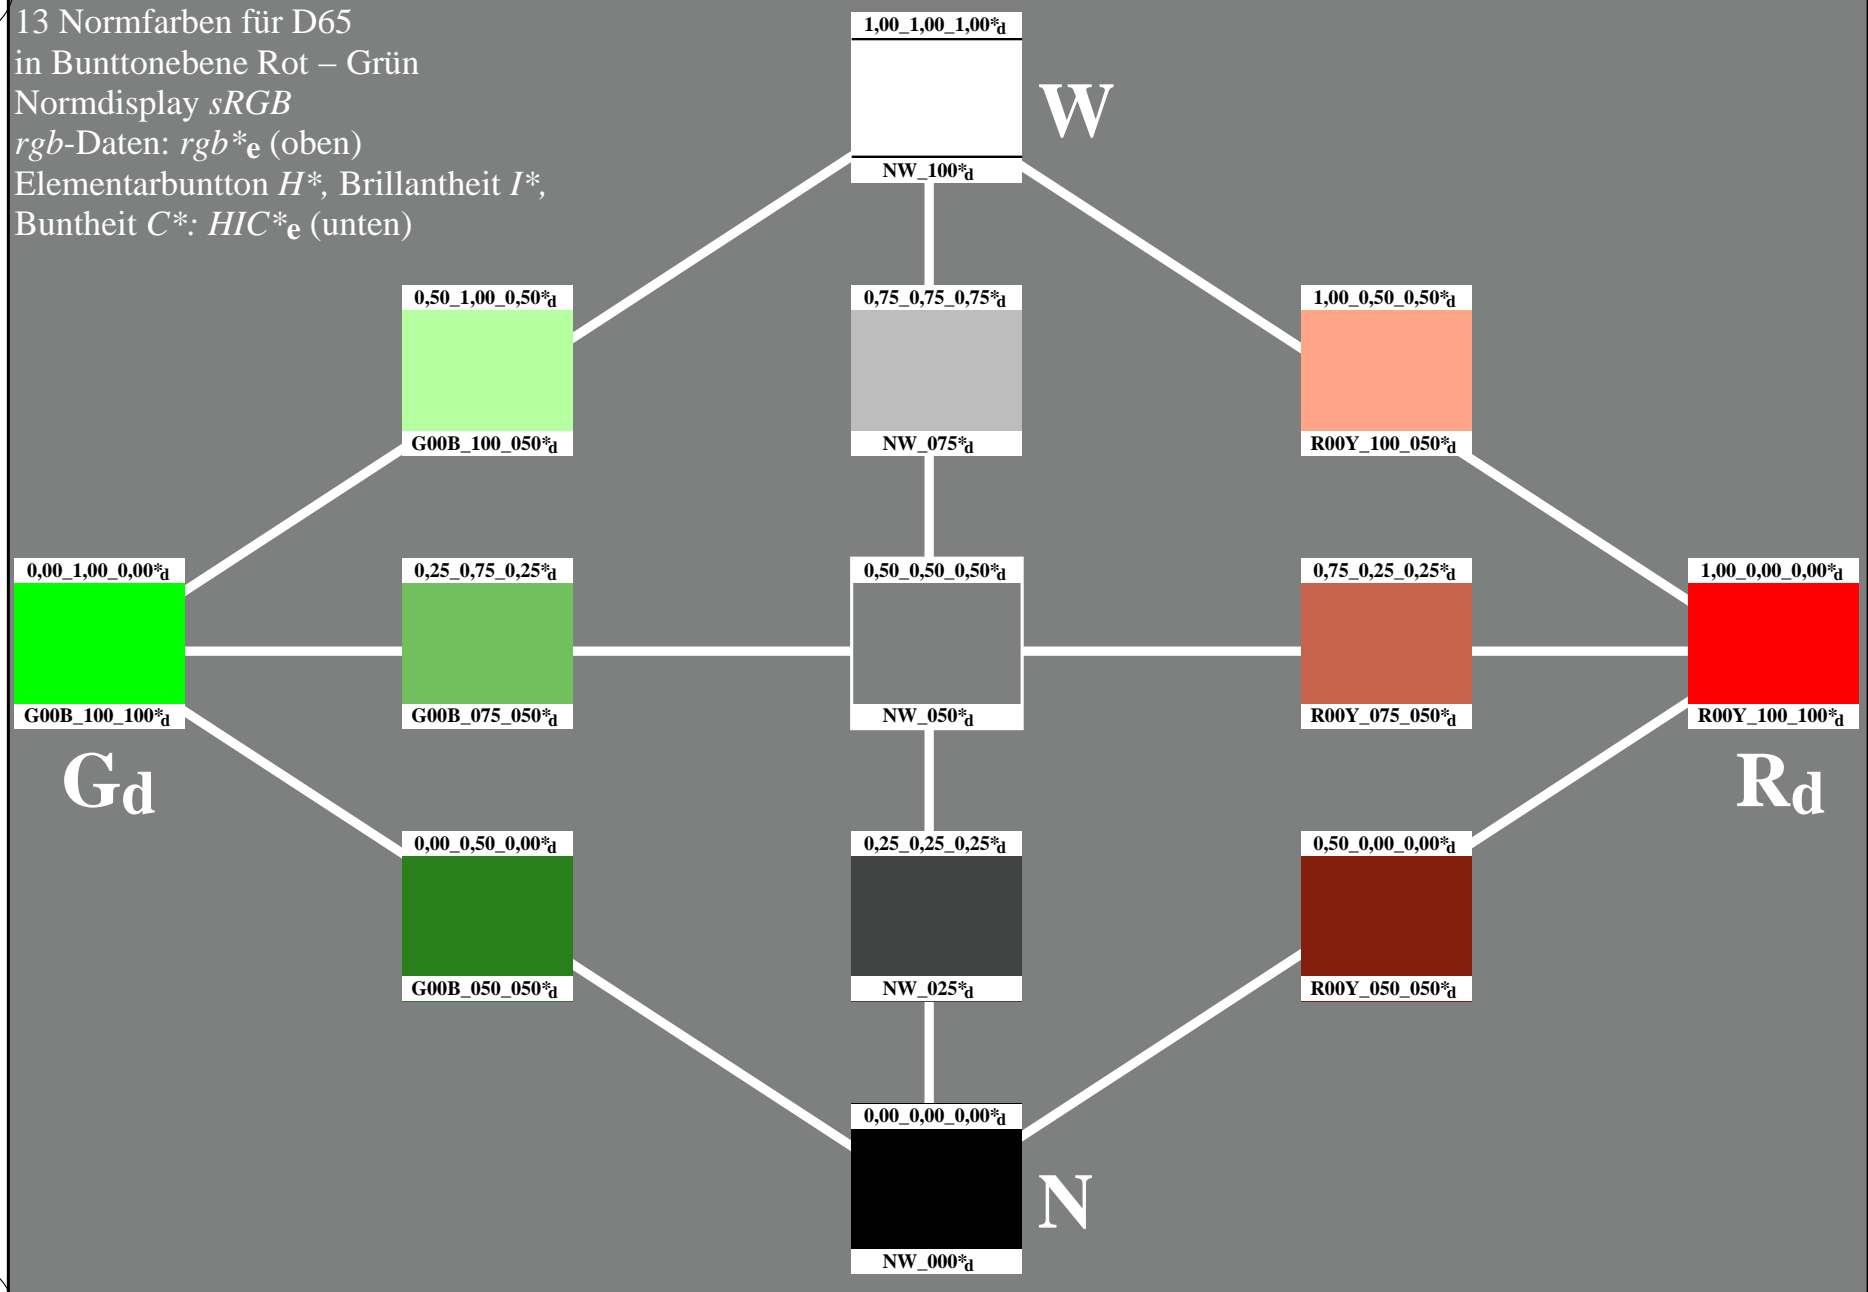 13 Normfarben für D65
in Bunttonebene Rot – Grün
Normdisplay sRGB
rgb-Daten: rgb*e (oben)
Elementarbuntton H*, Brillantheit I*,
Buntheit C*: HIC*e (unten)
1,00_1,00_1,00*d
W
NW_100*d
0,50_1,00_0,50*d
0,75_0,75_0,75*d
1,00_0,50_0,50*d
G00B_100_050*d
NW_075*d
R00Y_100_050*d
0,00_1,00_0,00*d
0,25_0,75_0,25*d
0,50_0,50_0,50*d
0,75_0,25_0,25*d
1,00_0,00_0,00*d
G00B_100_100*d
G00B_075_050*d
NW_050*d
R00Y_075_050*d
R00Y_100_100*d
Gd
Rd
0,00_0,50_0,00*d
0,25_0,25_0,25*d
0,50_0,00_0,00*d
G00B_050_050*d
NW_025*d
R00Y_050_050*d
0,00_0,00_0,00*d
N
NW_000*d